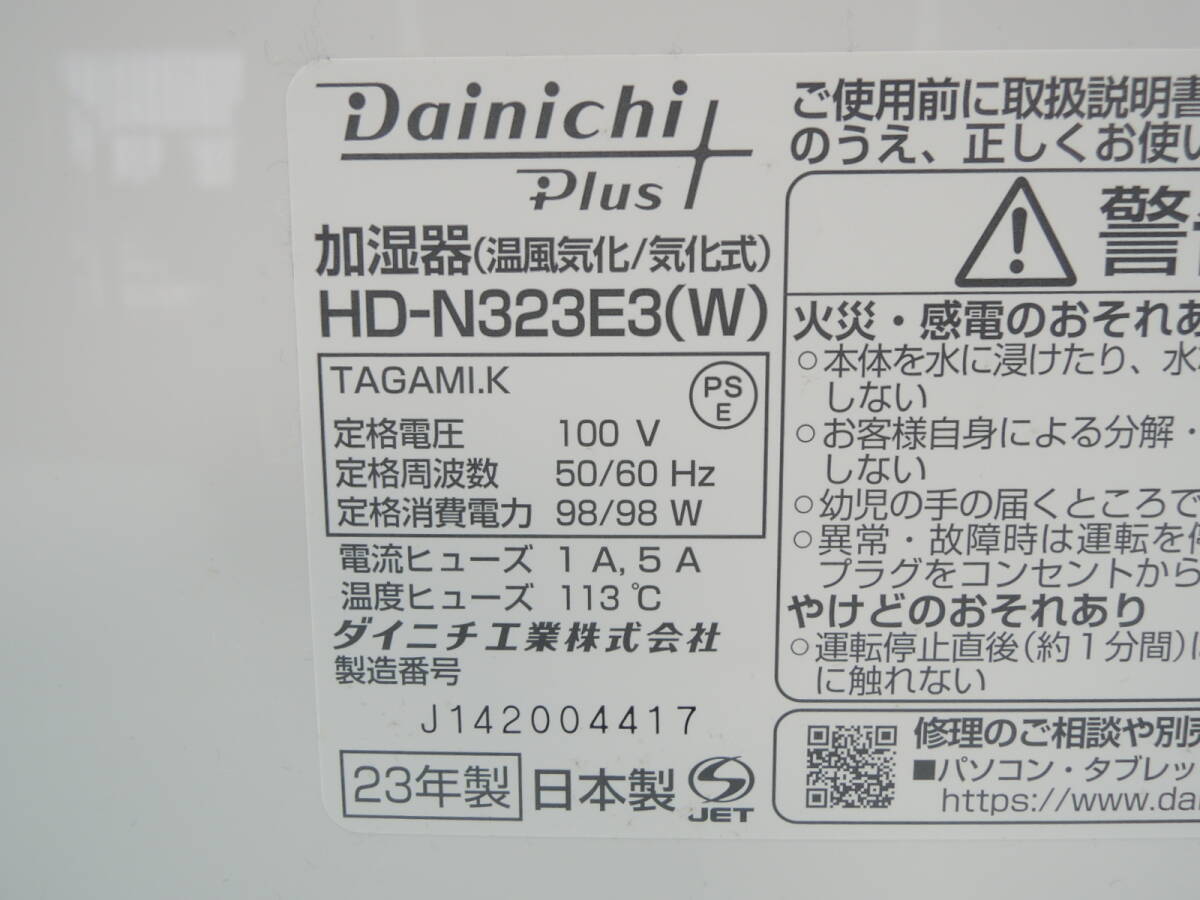 Dainichi
Plus
加湿器(温風気化/気化式)
HD-N323E3(W)
TAGAMI.K
PS
E
定格電圧 100 V
定格周波数 50/60 Hz
定格消費電力 98/98 W
電流ヒューズ 1 A, 5 A
温度ヒューズ 113 ℃
ダイニチ工業株式会社
製造番号
J142004417
23年製 日本製
JET
ご使用前に取扱説明書
のうえ、正しくお使い
警
火災・感電のおそれあ
○本体を水に浸けたり、水
しない
○お客様自身による分解・
しない
○幼児の手の届くところで
○異常・故障時は運転を停
プラグをコンセントから
やけどのおそれあり
○運転停止直後(約1分間)に
に触れない
修理のご相談や別売
■パソコン・タブレッ
https://www.dai